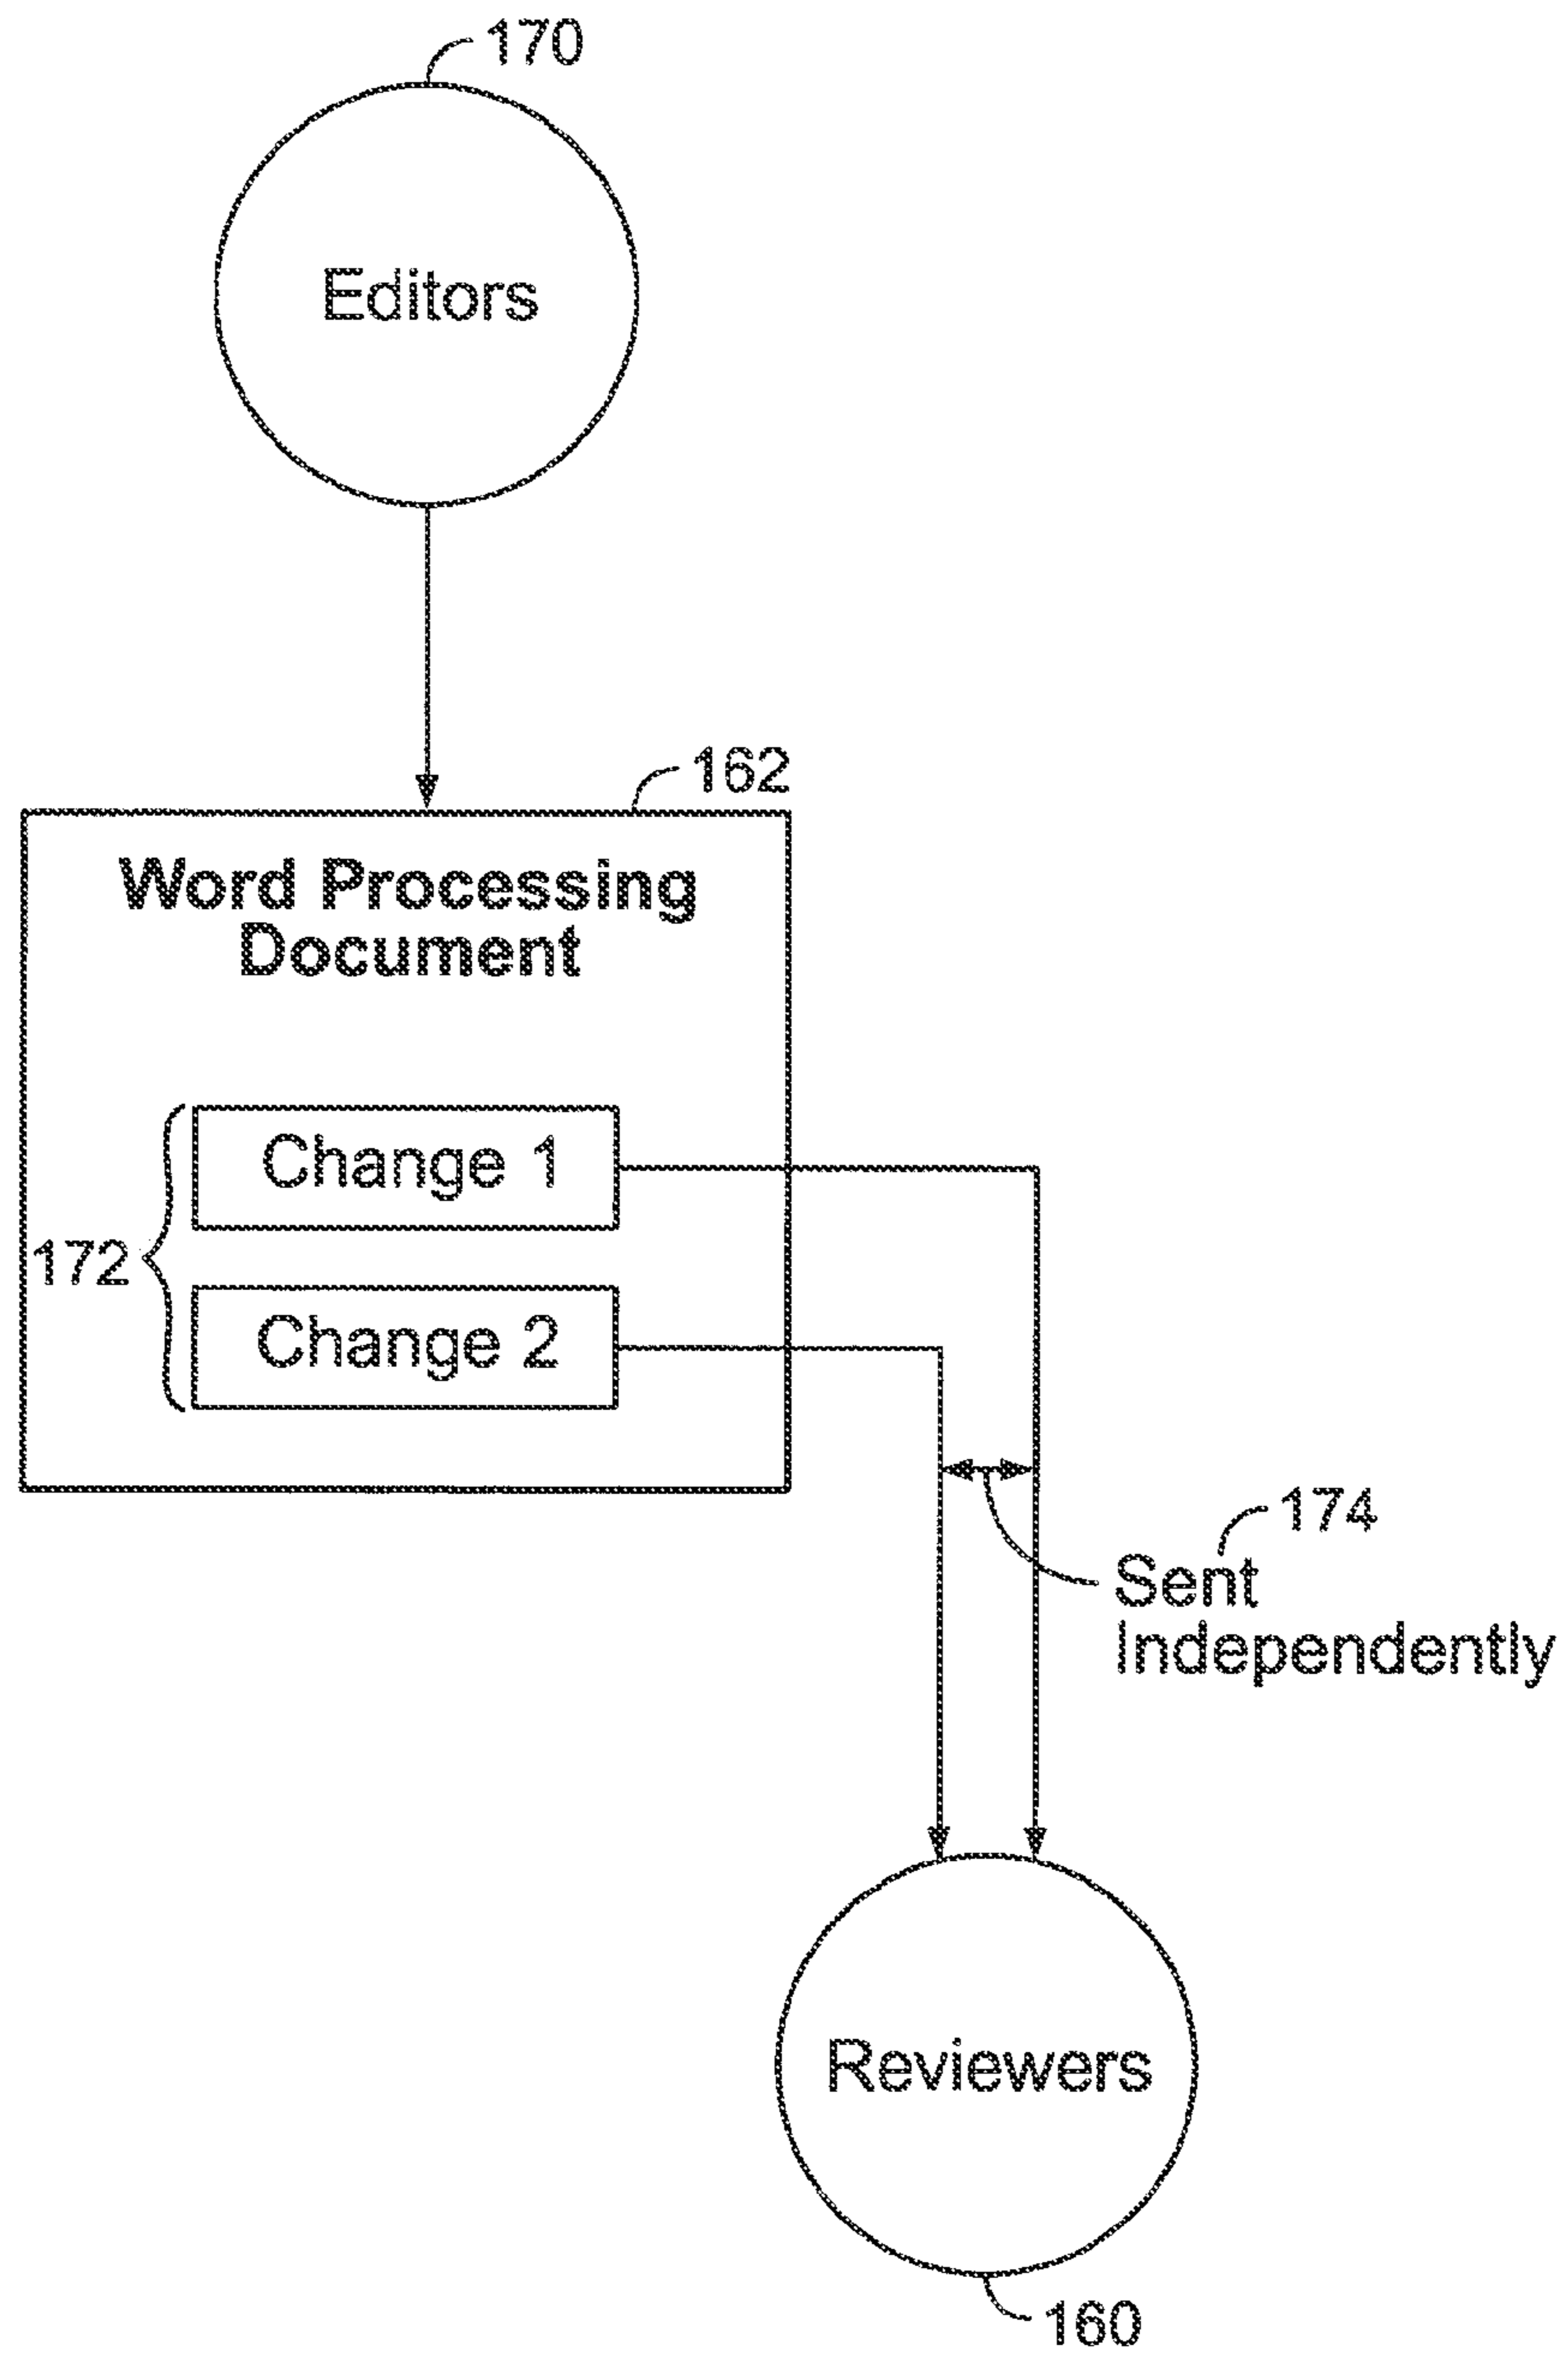 170
Editors
162
Word Processing
Document
Change 1
172
Change 2
174
Sent
Independently
Reviewers
160